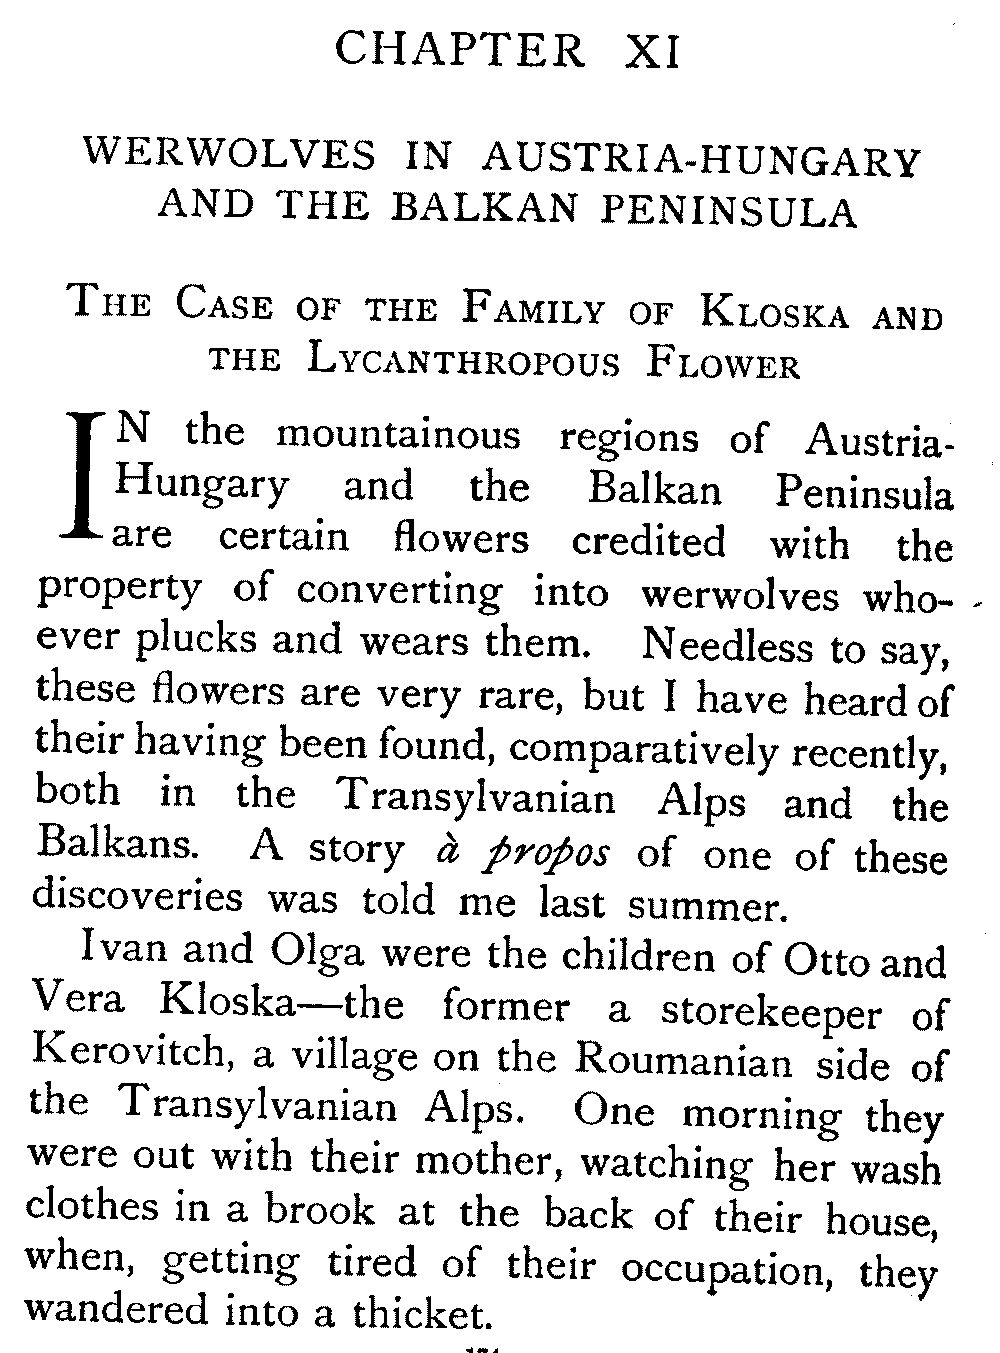 CHAPTER XI
WERWOLVES IN AUSTRIA-HUNGARY
AND THE BALKAN PENINSULA
THE CASE OF THE FAMILY OF KLOSKA AND
THE LYCANTHROPOUS FLOWER
IN the mountainous regions of Austria-
Hungary and the Balkan Peninsula
are certain flowers credited with the
property of converting into werwolves who-
ever plucks and wears them. Needless to say,
these flowers are very rare, but I have heard of
their having been found, comparatively recently,
both in the Transylvanian Alps and the
Balkans. A story à propos of one of these
discoveries was told me last summer.
Ivan and Olga were the children of Otto and
Vera Kloska—the former a storekeeper of
Kerovitch, a village on the Roumanian side of
the Transylvanian Alps. One morning they
were out with their mother, watching her wash
clothes in a brook at the back of their house,
when, getting tired of their occupation, they
wandered into a thicket.